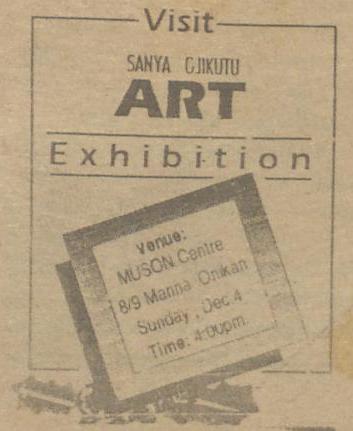 Visit
SANYA OJIKUTU
ART
Exhibition
Venue:
MUSON Centre
8/9 Marina Onikan
Sunday, Dec 4
Time: 4:00pm.